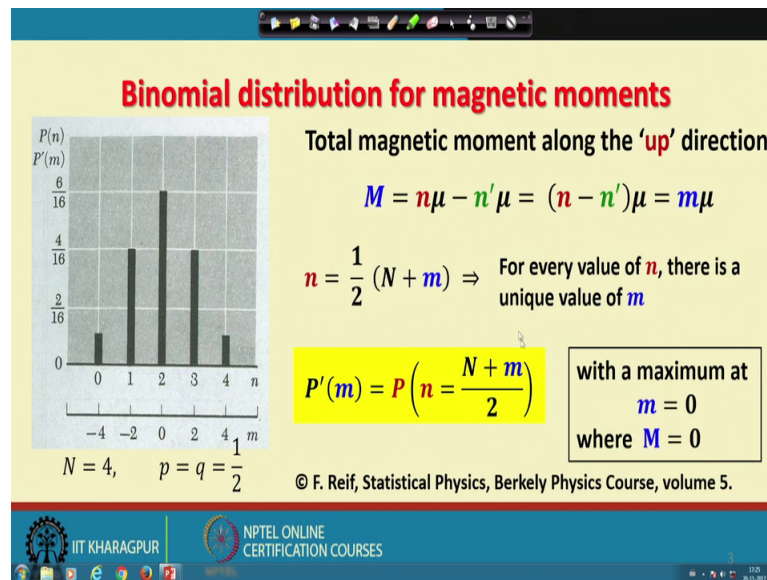 Binomial distribution for magnetic moments
P(n)
P′(m)
6/16
4/16
2/16
0
0 1 2 3 4 n
−4 −2 0 2 4 m
N = 4, p = q = 1/2
Total magnetic moment along the ‘up’ direction
M = nμ − n′μ = (n − n′)μ = mμ
n = 1/2 (N + m) ⇒ For every value of n, there is a
unique value of m
P′(m) = P(n = (N + m)/2)
with a maximum at
m = 0
where M = 0
© F. Reif, Statistical Physics, Berkely Physics Course, volume 5.
IIT KHARAGPUR
NPTEL ONLINE
CERTIFICATION COURSES
3
17:25